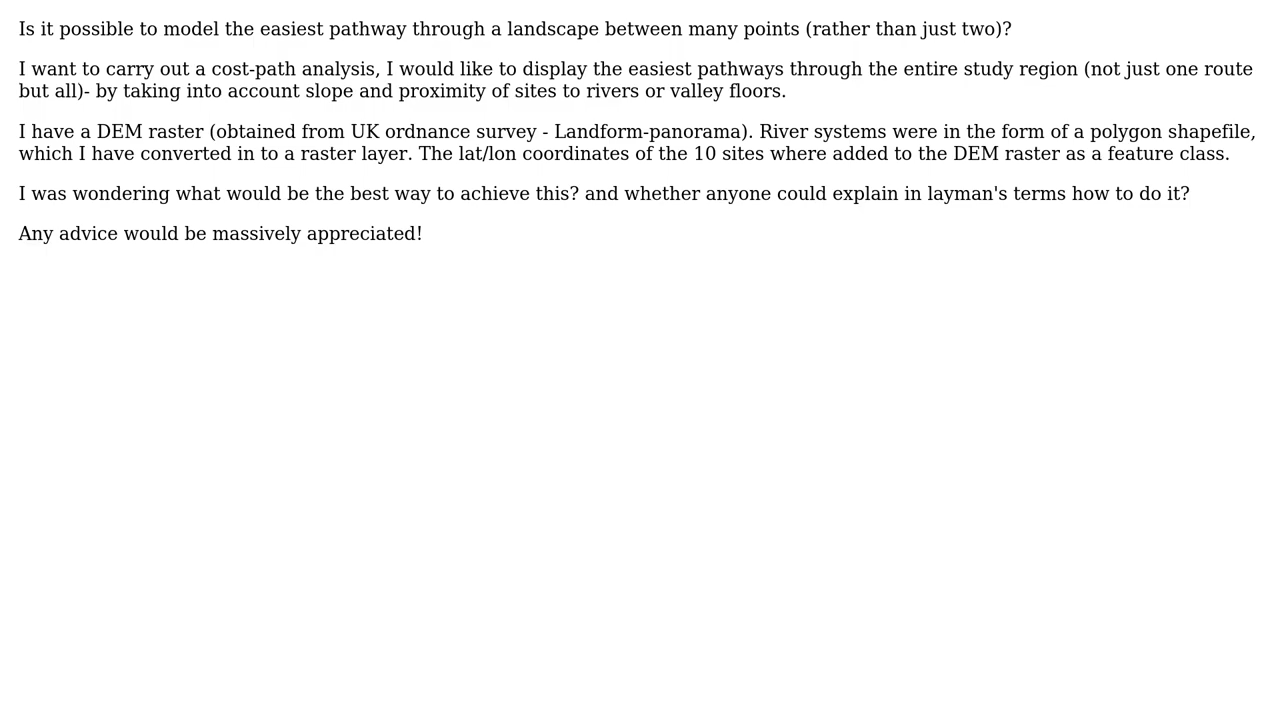 Is it possible to model the easiest pathway through a landscape between many points (rather than just two)?
I want to carry out a cost-path analysis, I would like to display the easiest pathways through the entire study region (not just one route
but all)- by taking into account slope and proximity of sites to rivers or valley floors.
I have a DEM raster (obtained from UK ordnance survey - Landform-panorama). River systems were in the form of a polygon shapefile,
which I have converted in to a raster layer. The lat/lon coordinates of the 10 sites where added to the DEM raster as a feature class.
I was wondering what would be the best way to achieve this? and whether anyone could explain in layman's terms how to do it?
Any advice would be massively appreciated!